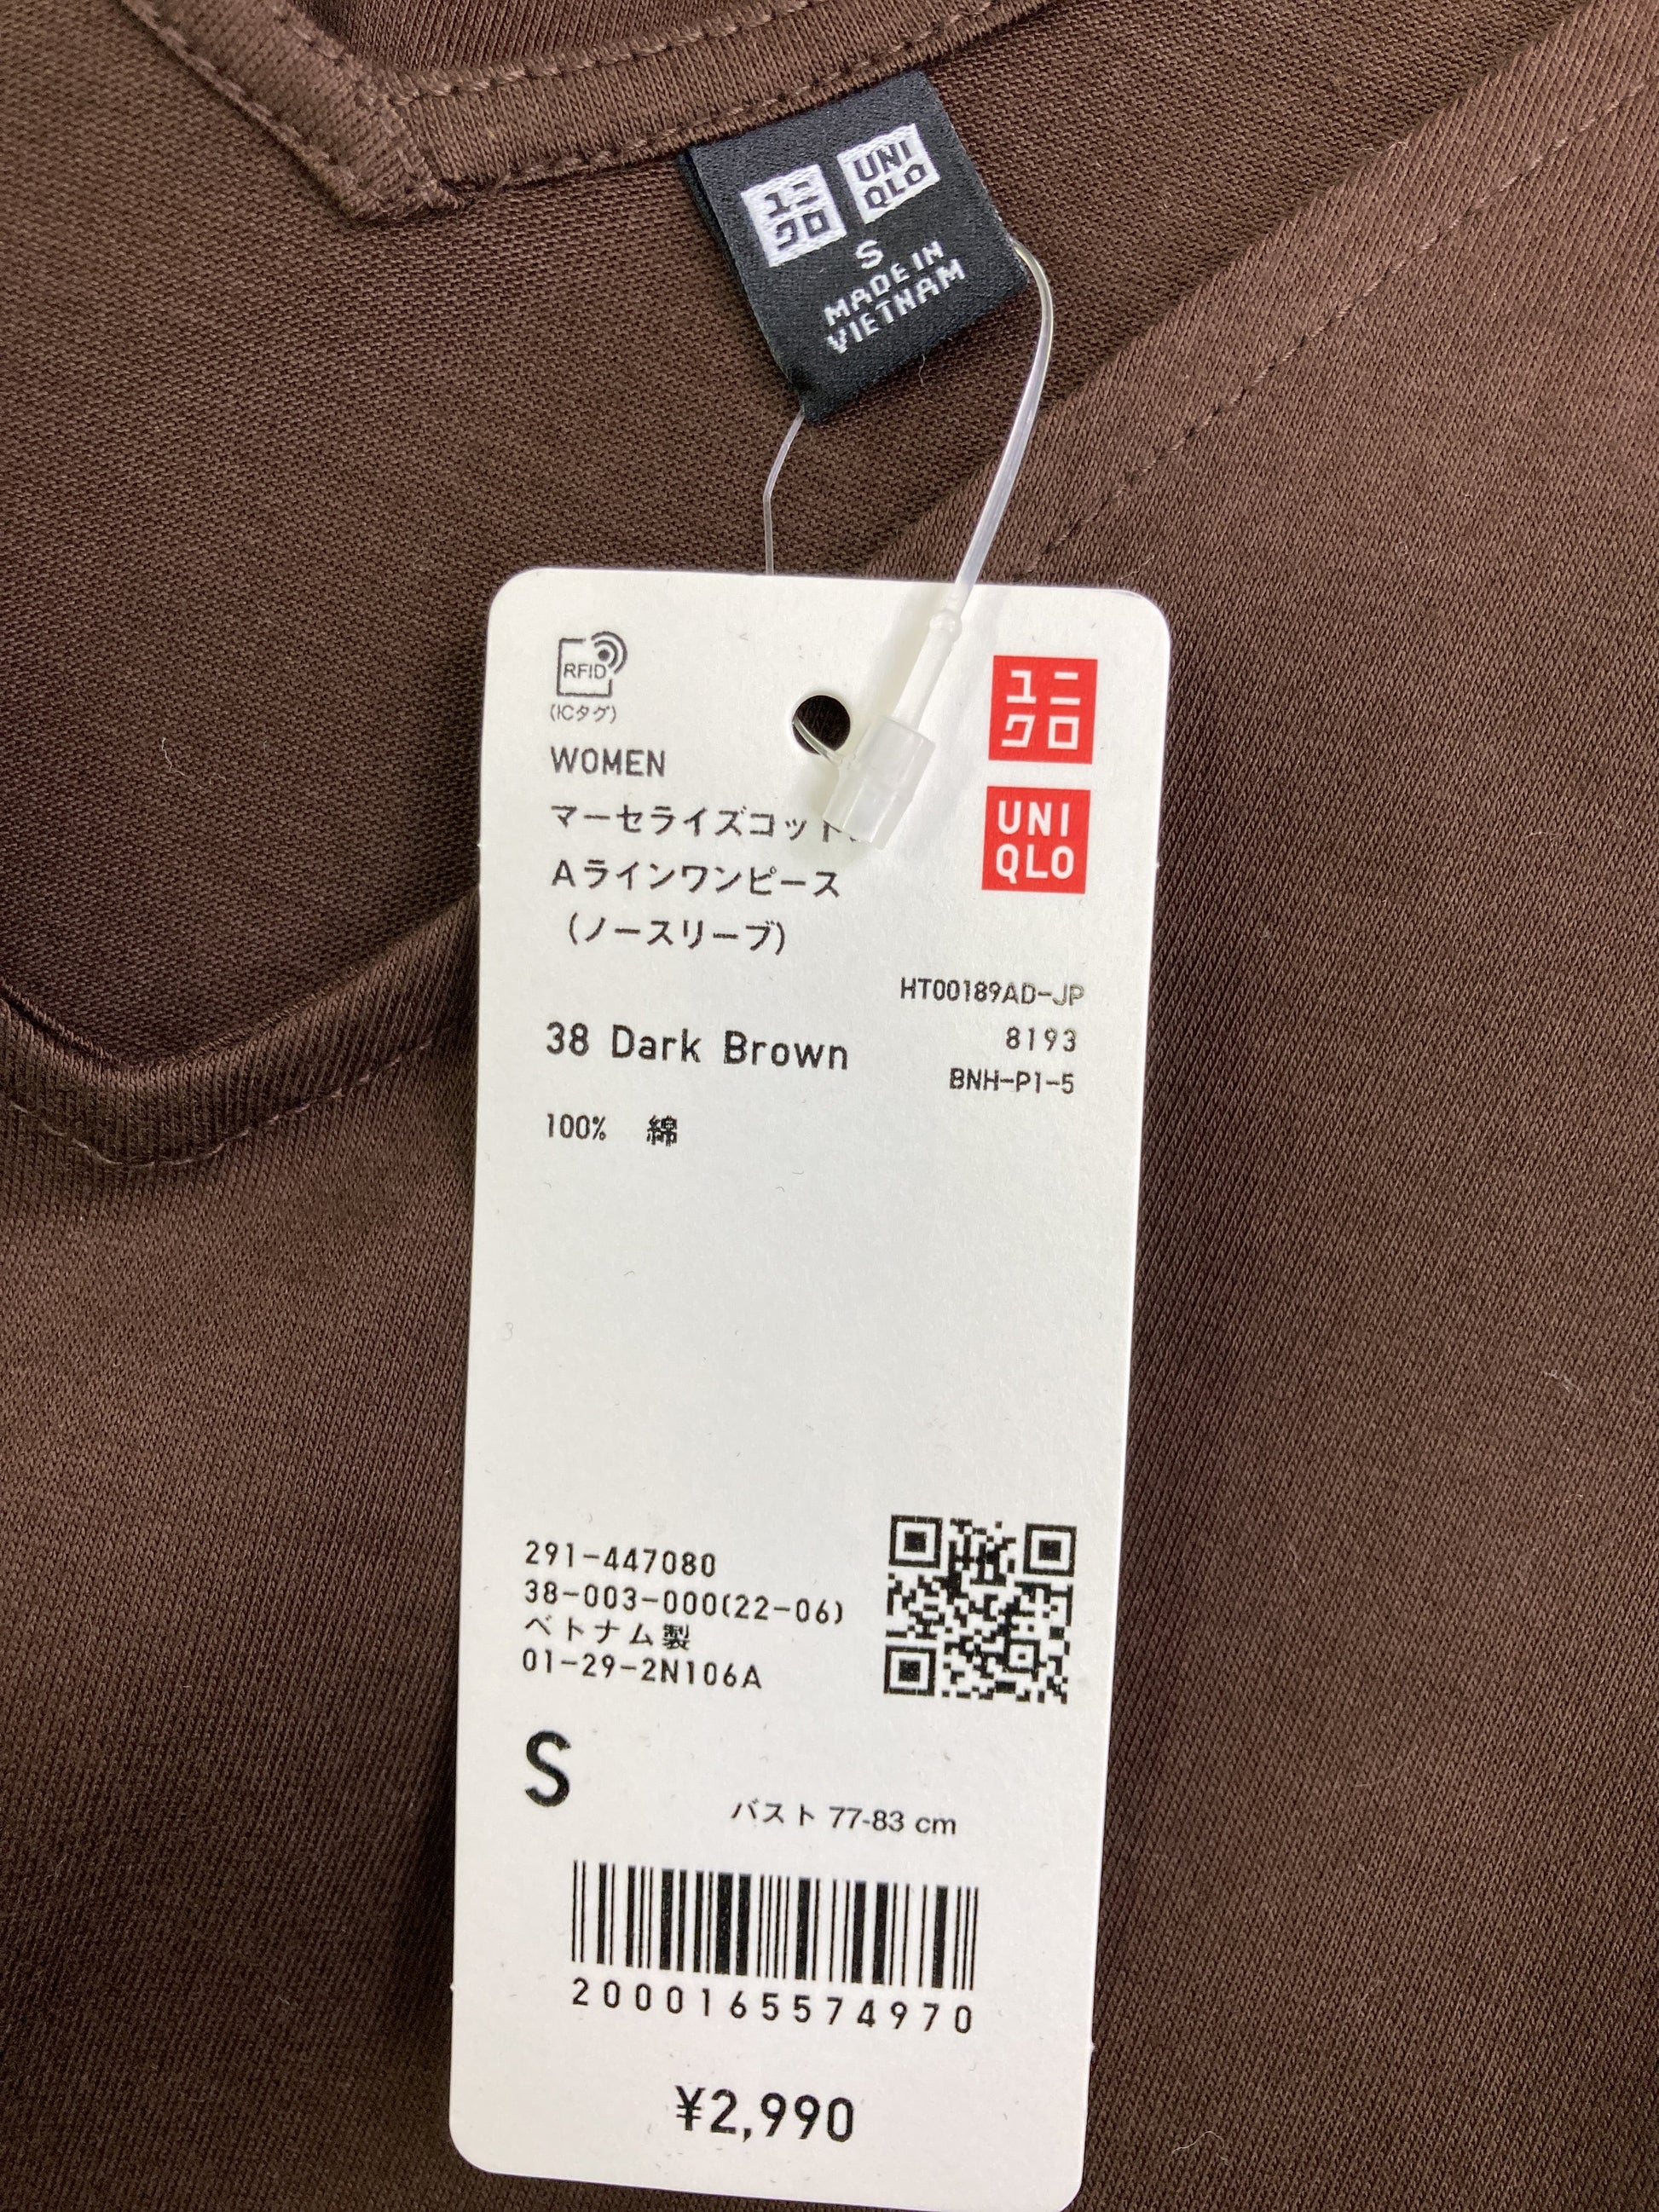 ユニ
クロ
UNI
QLO
S
MADE IN
VIETNAM
RFID
(ICタグ)
ユニ
クロ
UNI
QLO
WOMEN
マーセライズコット
Aラインワンピース
(ノースリーブ)
HT00189AD-JP
8193
BNH-P1-5
38 Dark Brown
100% 綿
291-447080
38-003-000(22-06)
ベトナム製
01-29-2N106A
S
バスト 77-83 cm
2000165574970
¥2,990